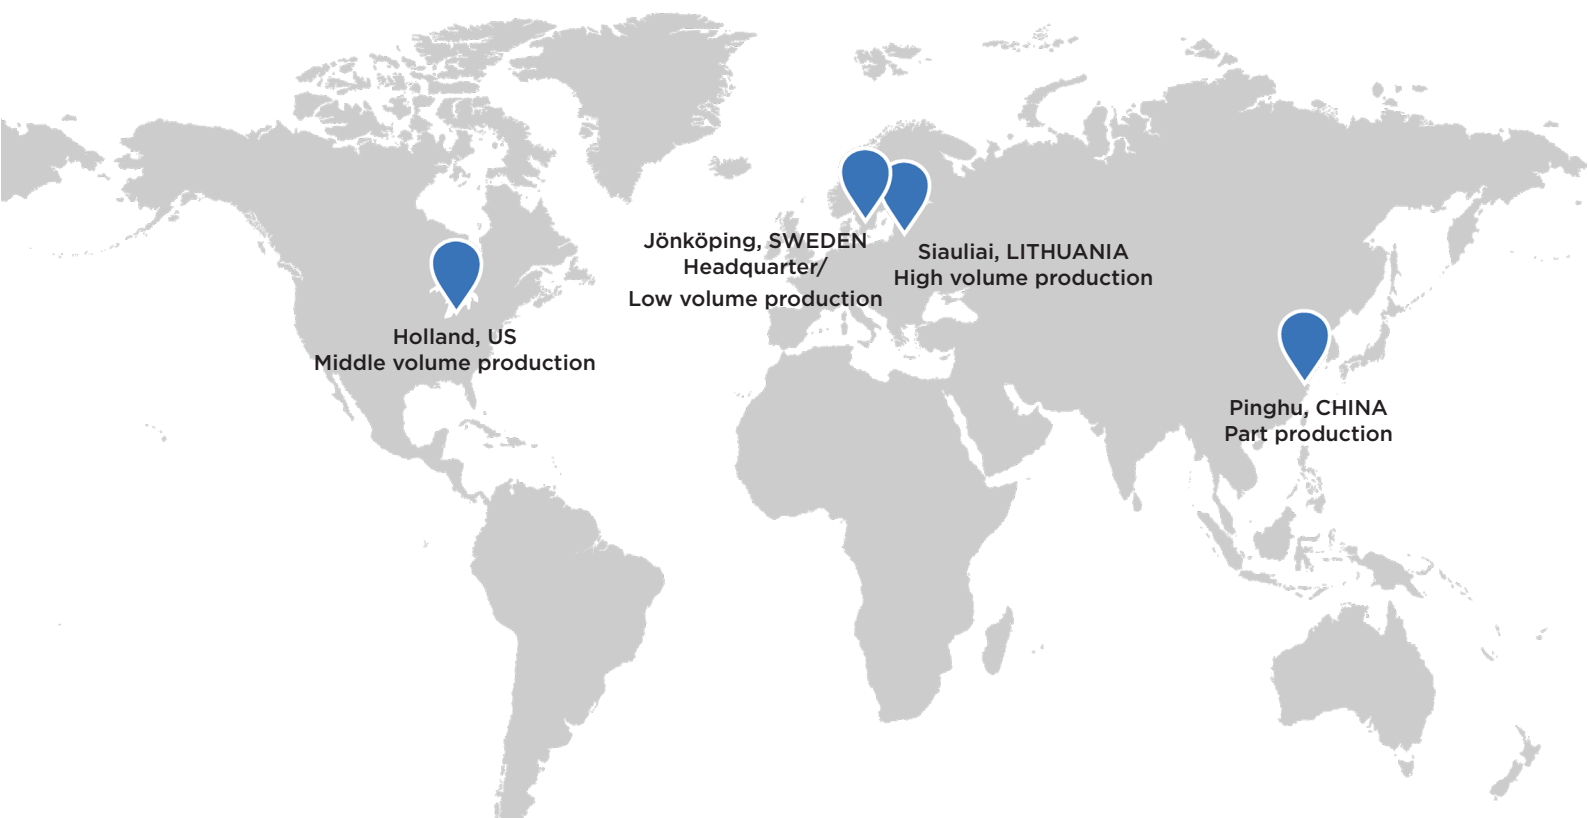 Jönköping, SWEDEN
Headquarter/
Low volume production
Siauliai, LITHUANIA
High volume production
Holland, US
Middle volume production
Pinghu, CHINA
Part production